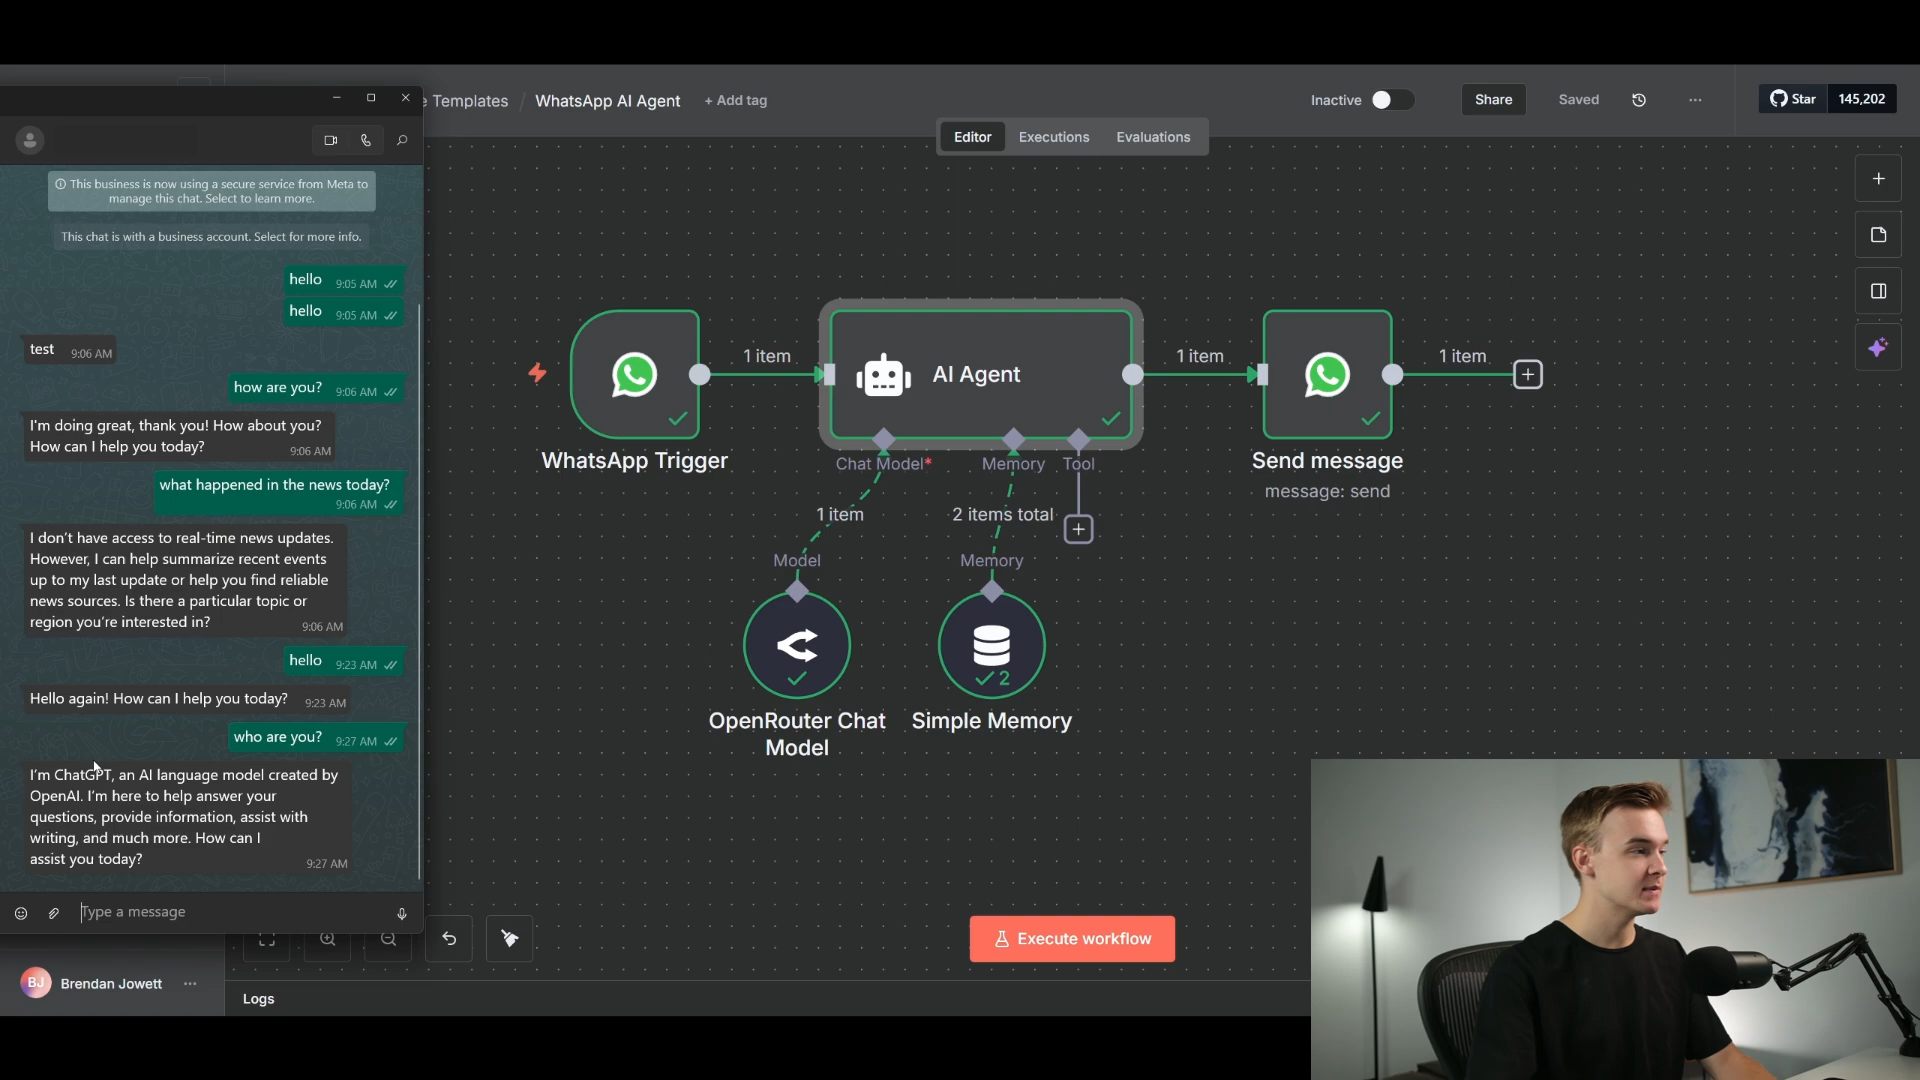 e Templates / WhatsApp AI Agent + Add tag
Inactive
Share
Saved
Star 145,202
Editor Executions Evaluations
This business is now using a secure service from Meta to
manage this chat. Select to learn more.
This chat is with a business account. Select for more info.
hello 9:05 AM
hello 9:05 AM
test 9:06 AM
how are you? 9:06 AM
I'm doing great, thank you! How about you?
How can I help you today? 9:06 AM
what happened in the news today?
9:06 AM
I don't have access to real-time news updates.
However, I can help summarize recent events
up to my last update or help you find reliable
news sources. Is there a particular topic or
region you're interested in? 9:06 AM
hello 9:23 AM
Hello again! How can I help you today? 9:23 AM
who are you? 9:27 AM
I'm ChatGPT, an AI language model created by
OpenAI. I'm here to help answer your
questions, provide information, assist with
writing, and much more. How can I
assist you today? 9:27 AM
Type a message
BJ Brendan Jowett
1 item
AI Agent
1 item
1 item
WhatsApp Trigger
Chat Model*
Memory
Tool
Send message
message: send
1 item
2 items total
Model
Memory
2
OpenRouter Chat
Model
Simple Memory
Execute workflow
Logs